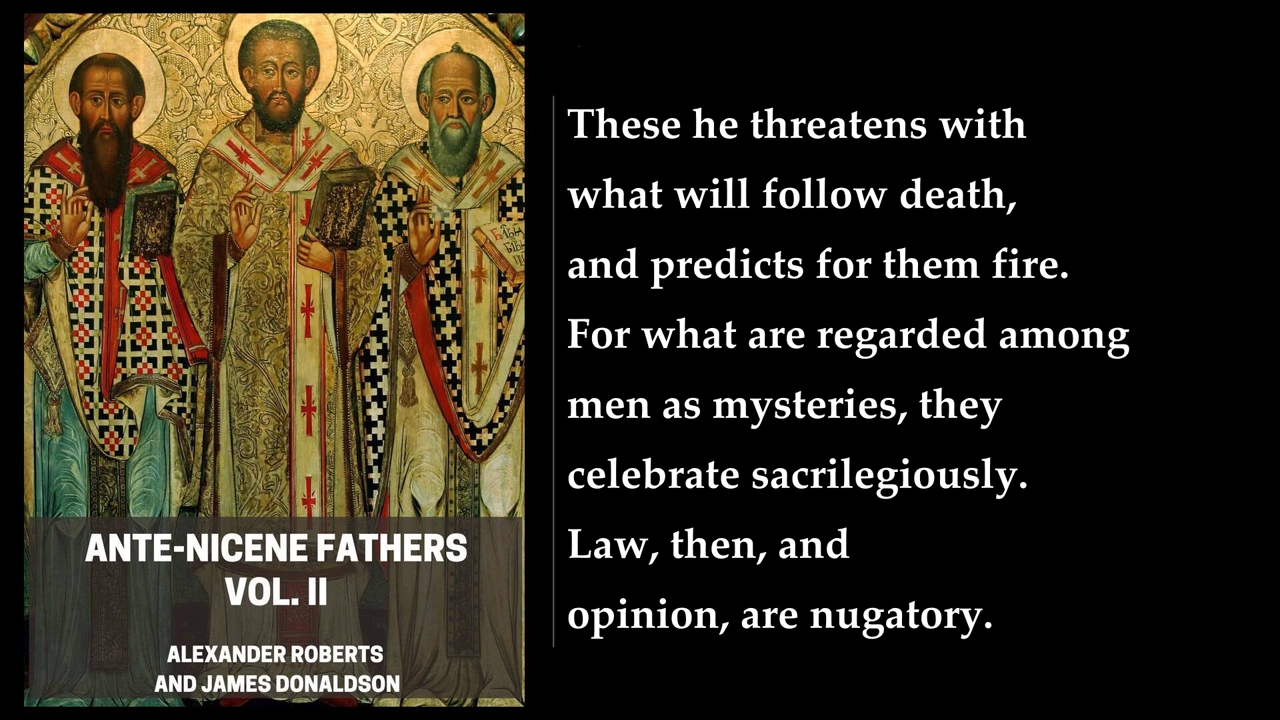 ANTE-NICENE FATHERS
VOL. II
ALEXANDER ROBERTS
AND JAMES DONALDSON
These he threatens with
what will follow death,
and predicts for them fire.
For what are regarded among
men as mysteries, they
celebrate sacrilegiously.
Law, then, and
opinion, are nugatory.